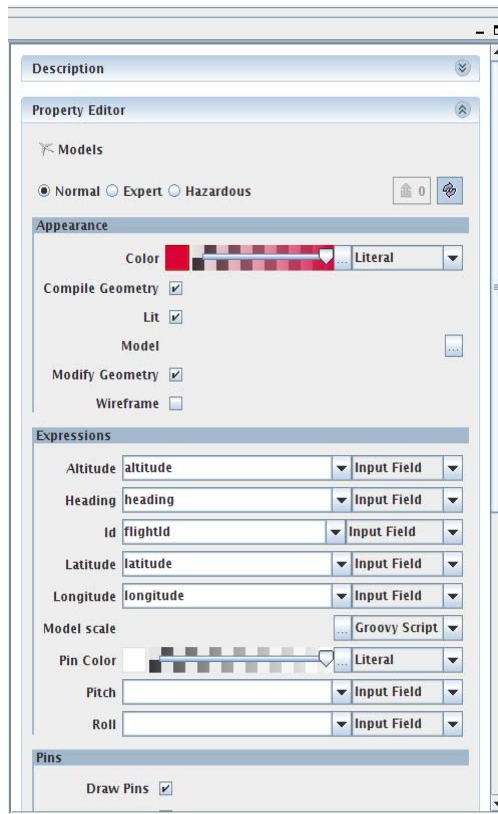 Description
Property Editor
Models
Normal Expert Hazardous 0
Appearance
Color ... Literal
Compile Geometry
Lit
Model ...
Modify Geometry
Wireframe
Expressions
Altitude altitude Input Field
Heading heading Input Field
Id flightId Input Field
Latitude latitude Input Field
Longitude longitude Input Field
Model scale ... Groovy Script
Pin Color ... Literal
Pitch Input Field
Roll Input Field
Pins
Draw Pins